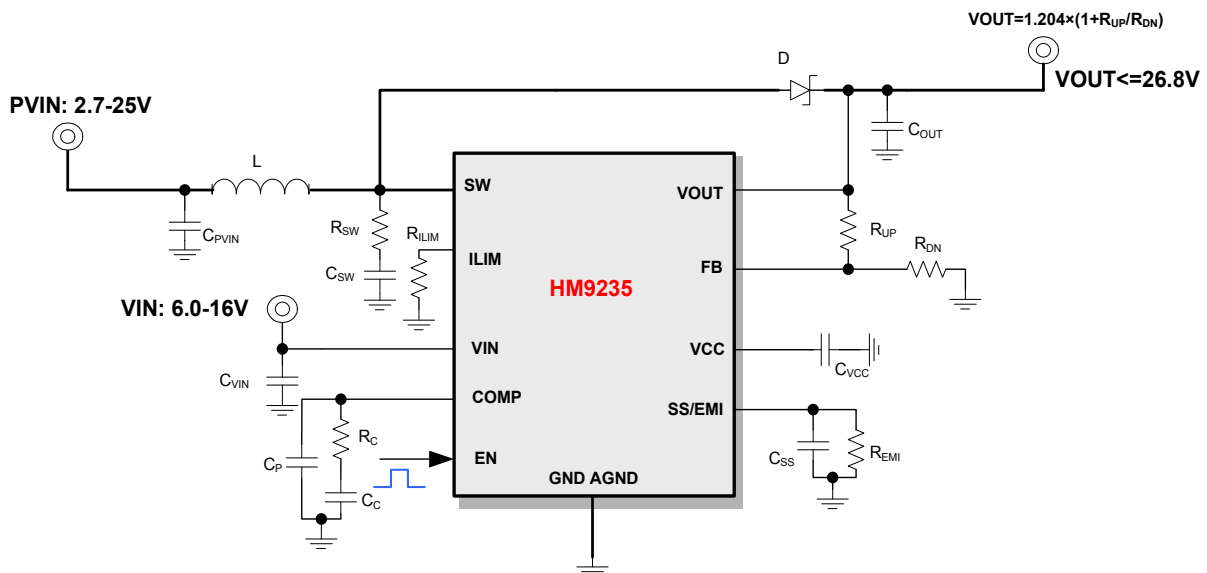 VOUT=1.204×(1+RUP/RDN)
D
VOUT<=26.8V
PVIN: 2.7-25V
COUT
L
SW
VOUT
CPVIN
RSW
RILIM
RUP
RDN
CSW
ILIM
FB
HM9235
VIN: 6.0-16V
VIN
VCC
CVCC
CVIN
COMP
SS/EMI
RC
CP
EN
CSS
REMI
CC
GND AGND